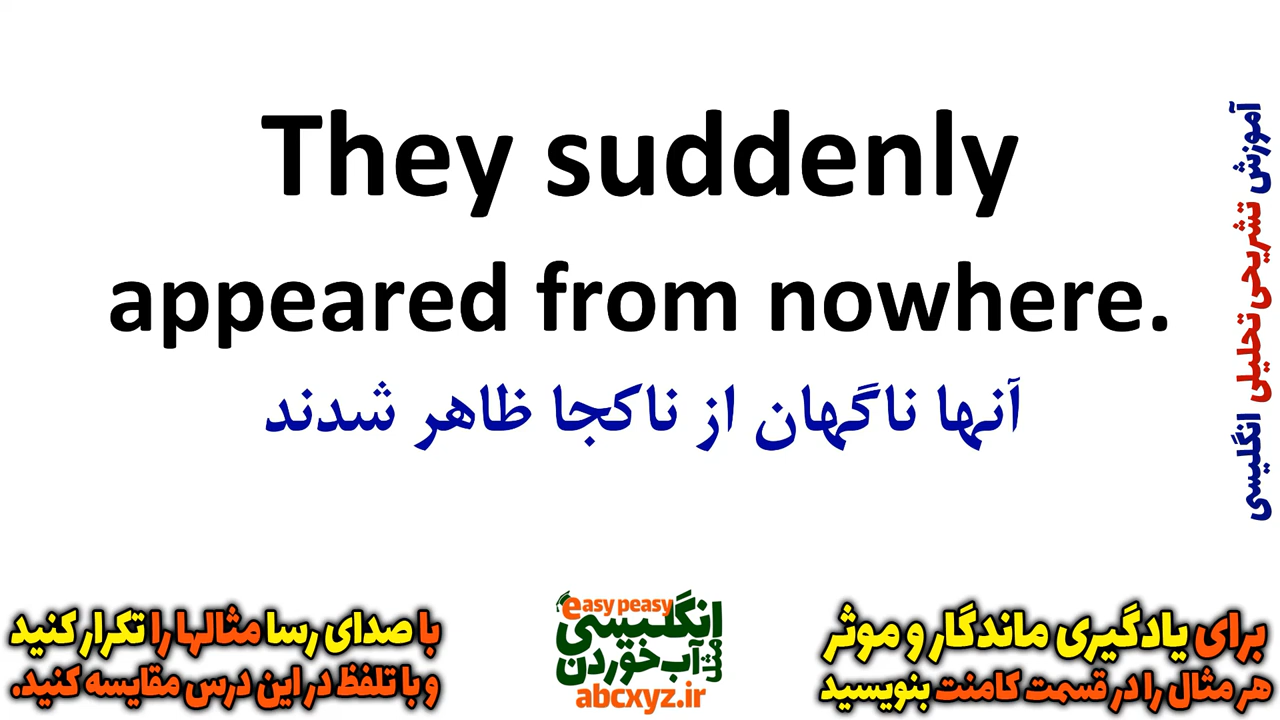 They suddenly
appeared from nowhere.
آنها ناگهان از ناکجا ظاهر شدند
آموزش تشریحی تحلیلی انگلیسی
برای یادگیری ماندگار و موثر
هر مثال را در قسمت کامنت بنویسید
easy peasy
انگلیسی
مثل آب خوردن
abcxyz.ir
با صدای رسا مثالها را تکرار کنید
و با تلفظ در این درس مقایسه کنید.